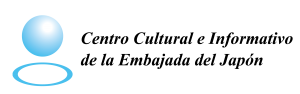 Centro Cultural e Informativo
de la Embajada del Japón